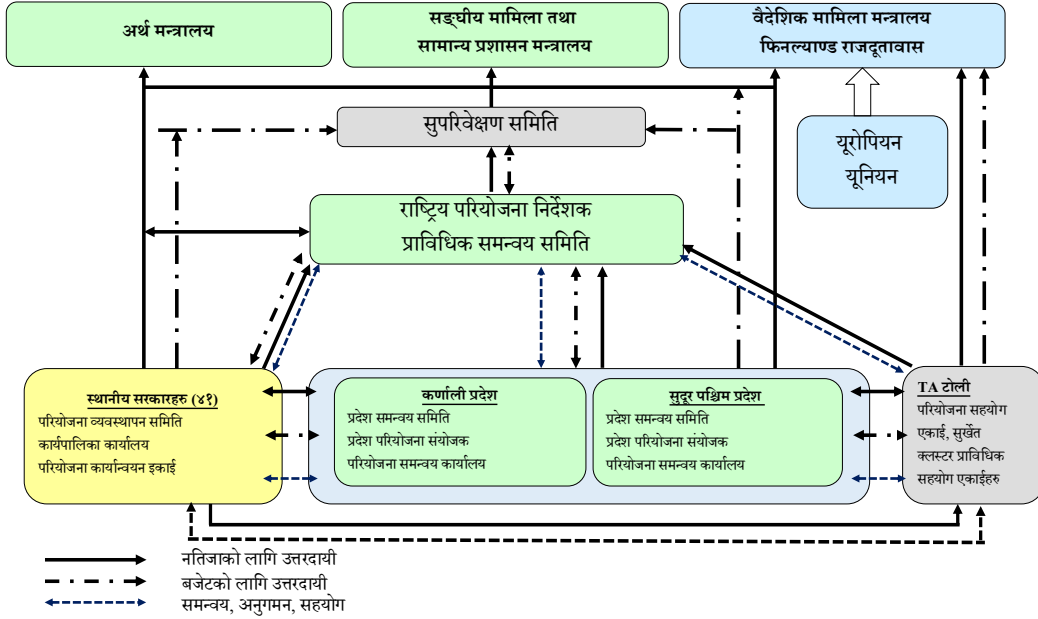 अर्थ मन्त्रालय
सङ्घीय मामिला तथा
सामान्य प्रशासन मन्त्रालय
वैदेशिक मामिला मन्त्रालय
फिनल्याण्ड राजदूतावास
सुपरिवेक्षण समिति
यूरोपियन
यूनियन
राष्ट्रिय परियोजना निर्देशक
प्राविधिक समन्वय समिति
स्थानीय सरकारहरु (४१)
परियोजना व्यवस्थापन समिति
कार्यपालिका कार्यालय
परियोजना कार्यान्वयन इकाई
कर्णाली प्रदेश
प्रदेश समन्वय समिति
प्रदेश परियोजना संयोजक
परियोजना समन्वय कार्यालय
सुदूर पश्चिम प्रदेश
प्रदेश समन्वय समिति
प्रदेश परियोजना संयोजक
परियोजना समन्वय कार्यालय
TA टोली
परियोजना सहयोग
एकाई, सुर्खेत
क्लस्टर प्राविधिक
सहयोग एकाईहरु
नतिजाको लागि उत्तरदायी
बजेटको लागि उत्तरदायी
समन्वय, अनुगमन, सहयोग